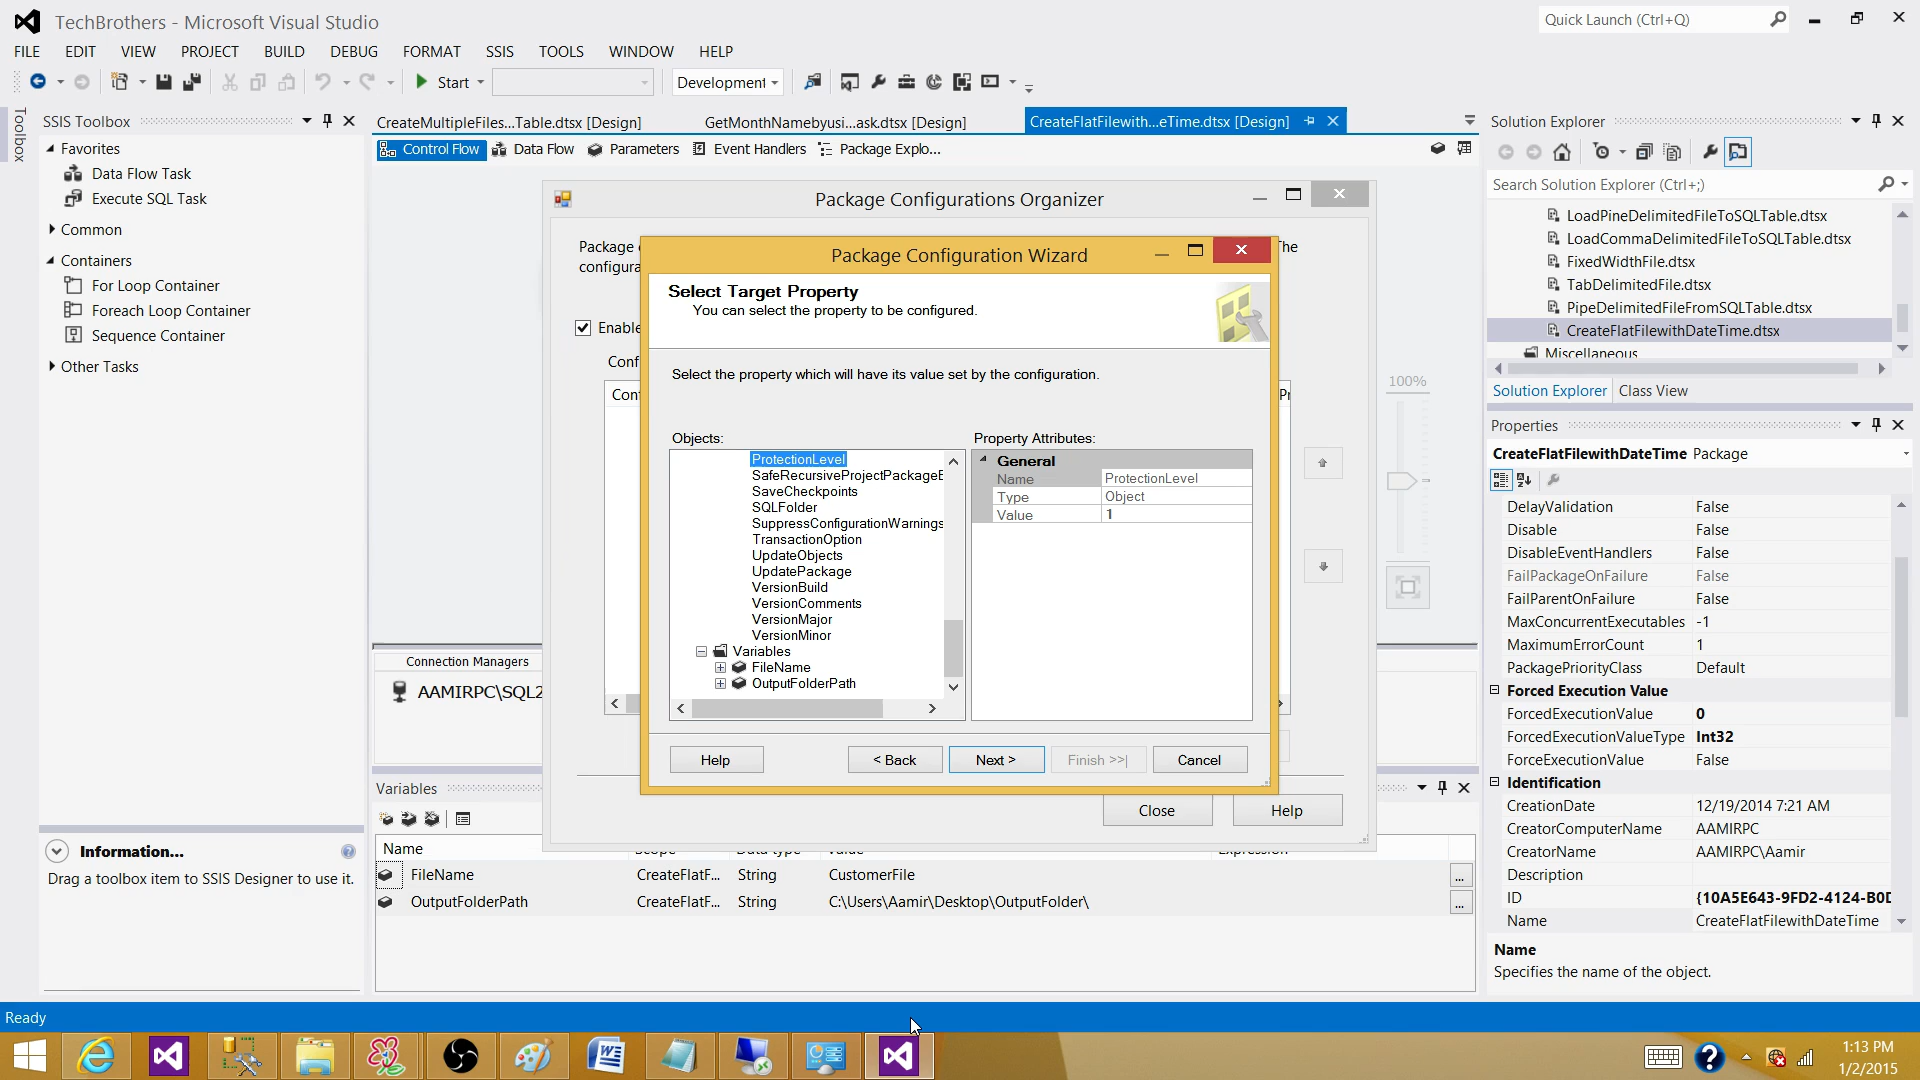 TechBrothers - Microsoft Visual Studio
Quick Launch (Ctrl+Q)
FILE EDIT VIEW PROJECT BUILD DEBUG FORMAT SSIS TOOLS WINDOW HELP
Start
Development
Toolbox
SSIS Toolbox
Favorites
Data Flow Task
Execute SQL Task
Common
Containers
For Loop Container
Foreach Loop Container
Sequence Container
Other Tasks
Information...
Drag a toolbox item to SSIS Designer to use it.
CreateMultipleFiles...Table.dtsx [Design]
GetMonthNamebyusi...ask.dtsx [Design]
CreateFlatFilewith...eTime.dtsx [Design]
Control Flow
Data Flow
Parameters
Event Handlers
Package Explo...
Package Configurations Organizer
Package
configura
Enable
Conf
Con
100%
Connection Managers
AAMIRPC\SQL2
Close
Help
Package Configuration Wizard
Select Target Property
You can select the property to be configured.
Select the property which will have its value set by the configuration.
Objects:
ProtectionLevel
SafeRecursiveProjectPackageE
SaveCheckpoints
SQLFolder
SuppressConfigurationWarnings
TransactionOption
UpdateObjects
UpdatePackage
VersionBuild
VersionComments
VersionMajor
VersionMinor
Variables
FileName
OutputFolderPath
Property Attributes:
General
Name ProtectionLevel
Type Object
Value 1
Help
< Back
Next >
Finish >>|
Cancel
Variables
Name
FileName CreateFlatF... String CustomerFile ...
OutputFolderPath CreateFlatF... String C:\Users\Aamir\Desktop\OutputFolder\ ...
Solution Explorer
Search Solution Explorer (Ctrl+;)
LoadPineDelimitedFileToSQLTable.dtsx
LoadCommaDelimitedFileToSQLTable.dtsx
FixedWidthFile.dtsx
TabDelimitedFile.dtsx
PipeDelimitedFileFromSQLTable.dtsx
CreateFlatFilewithDateTime.dtsx
Miscellaneous
Solution Explorer Class View
Properties
CreateFlatFilewithDateTime Package
DelayValidation False
Disable False
DisableEventHandlers False
FailPackageOnFailure False
FailParentOnFailure False
MaxConcurrentExecutables -1
MaximumErrorCount 1
PackagePriorityClass Default
Forced Execution Value
ForcedExecutionValue 0
ForcedExecutionValueType Int32
ForceExecutionValue False
Identification
CreationDate 12/19/2014 7:21 AM
CreatorComputerName AAMIRPC
CreatorName AAMIRPC\Aamir
Description
ID {10A5E643-9FD2-4124-B0D
Name CreateFlatFilewithDateTime
Name
Specifies the name of the object.
Ready
1:13 PM
1/2/2015